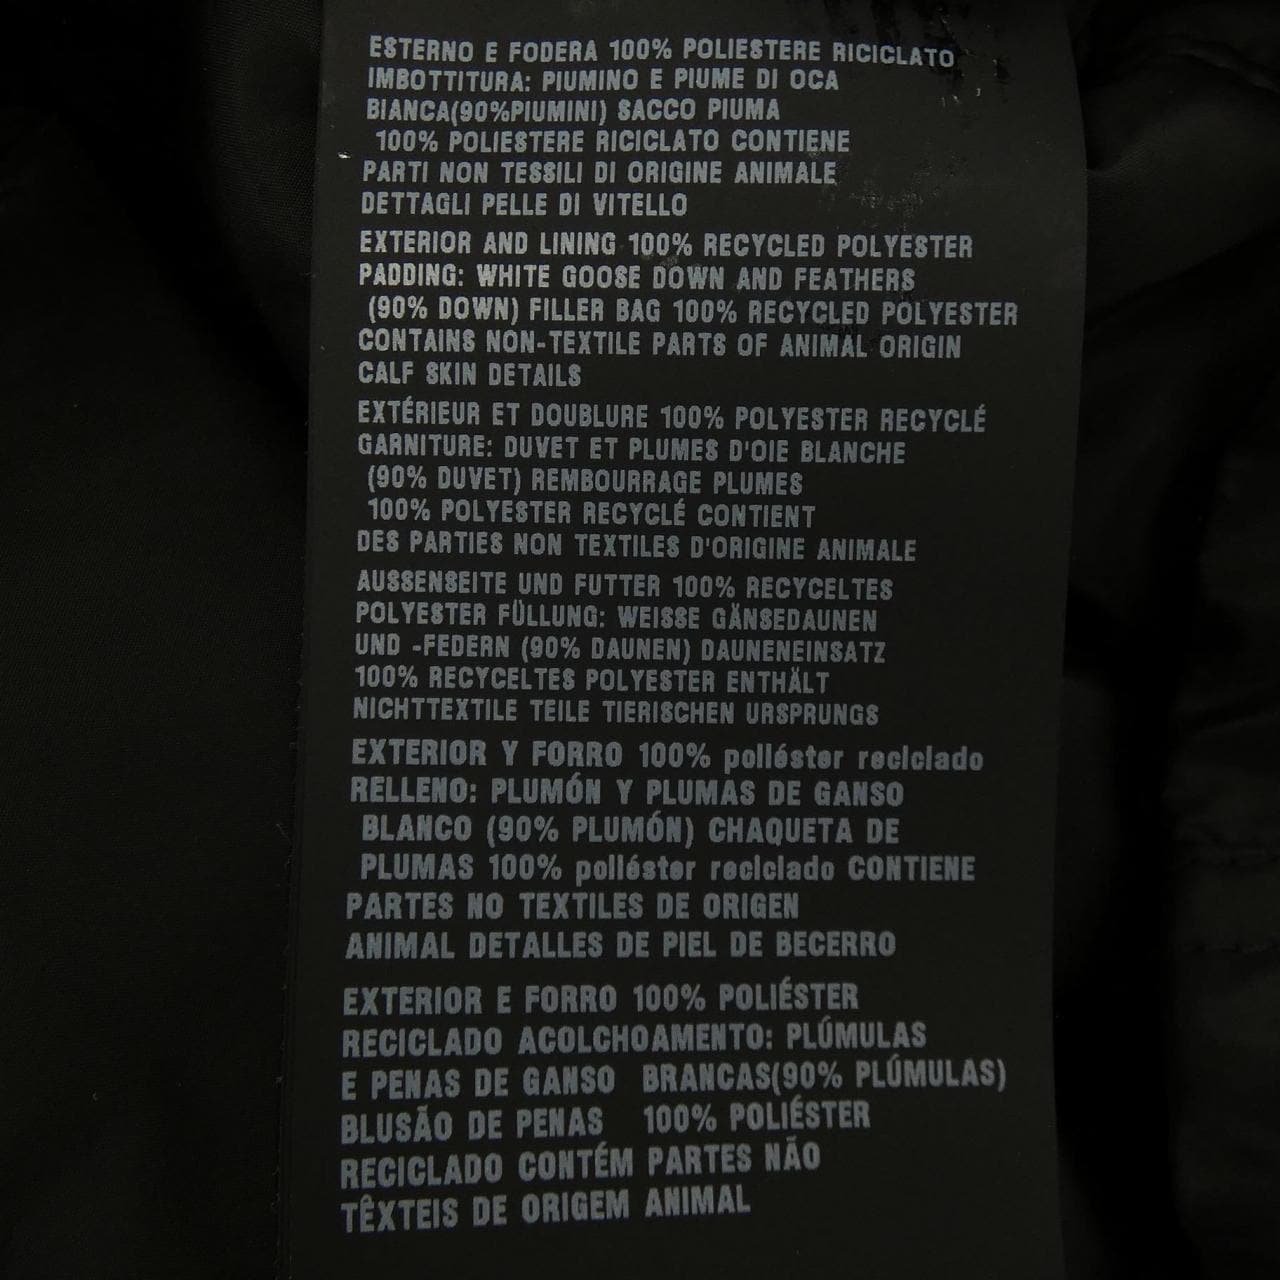 ESTERNO E FODERA 100% POLIESTERE RICICLATO
IMBOTTITURA: PIUMINO E PIUME DI OCA
BIANCA(90%PIUMINI) SACCO PIUMA
100% POLIESTERE RICICLATO CONTIENE
PARTI NON TESSILI DI ORIGINE ANIMALE
DETTAGLI PELLE DI VITELLO
EXTERIOR AND LINING 100% RECYCLED POLYESTER
PADDING: WHITE GOOSE DOWN AND FEATHERS
(90% DOWN) FILLER BAG 100% RECYCLED POLYESTER
CONTAINS NON-TEXTILE PARTS OF ANIMAL ORIGIN
CALF SKIN DETAILS
EXTÉRIEUR ET DOUBLURE 100% POLYESTER RECYCLÉ
GARNITURE: DUVET ET PLUMES D'OIE BLANCHE
(90% DUVET) REMBOURRAGE PLUMES
100% POLYESTER RECYCLÉ CONTIENT
DES PARTIES NON TEXTILES D'ORIGINE ANIMALE
AUSSENSEITE UND FUTTER 100% RECYCELTES
POLYESTER FÜLLUNG: WEISSE GÄNSEDAUNEN
UND -FEDERN (90% DAUNEN) DAUNENEINSATZ
100% RECYCELTES POLYESTER ENTHÄLT
NICHTTEXTILE TEILE TIERISCHEN URSPRUNGS
EXTERIOR Y FORRO 100% poliéster reciclado
RELLENO: PLUMÓN Y PLUMAS DE GANSO
BLANCO (90% PLUMÓN) CHAQUETA DE
PLUMAS 100% poliéster reciclado CONTIENE
PARTES NO TEXTILES DE ORIGEN
ANIMAL DETALLES DE PIEL DE BECERRO
EXTERIOR E FORRO 100% POLIÉSTER
RECICLADO ACOLCHOAMENTO: PLÚMULAS
E PENAS DE GANSO BRANCAS(90% PLÚMULAS)
BLUSÃO DE PENAS 100% POLIÉSTER
RECICLADO CONTÉM PARTES NÃO
TÊXTEIS DE ORIGEM ANIMAL